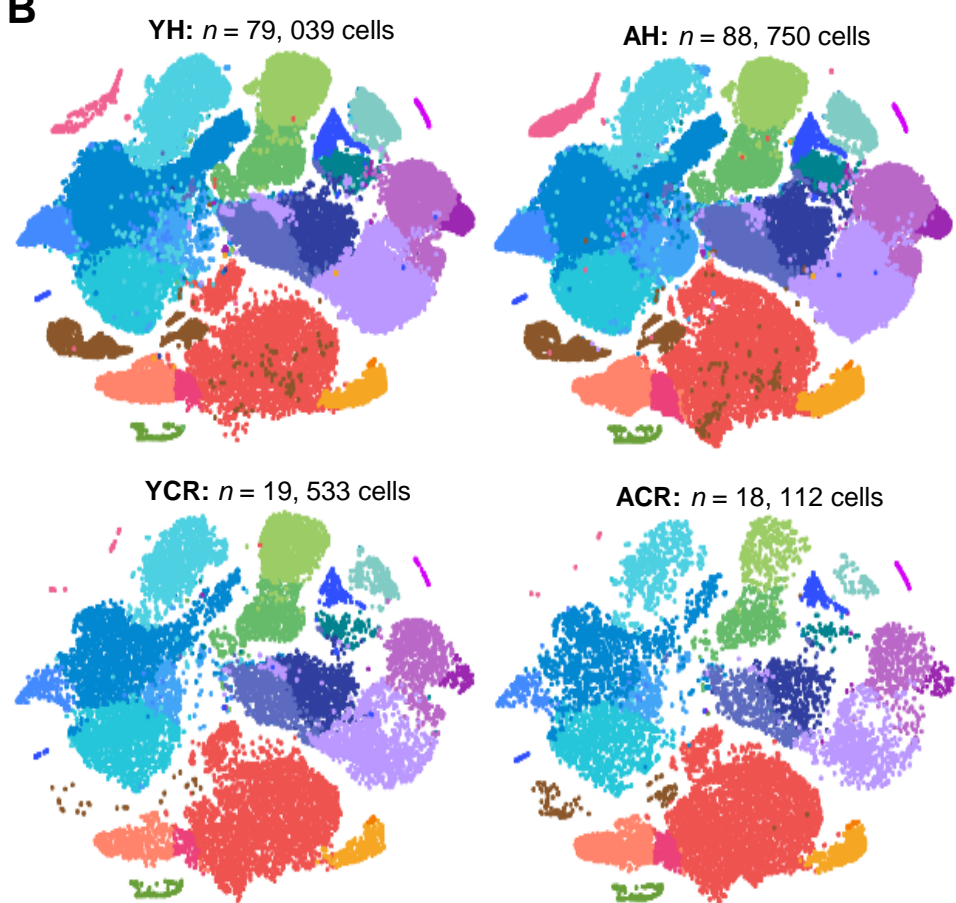 B
YH: n = 79, 039 cells
AH: n = 88, 750 cells
YCR: n = 19, 533 cells
ACR: n = 18, 112 cells